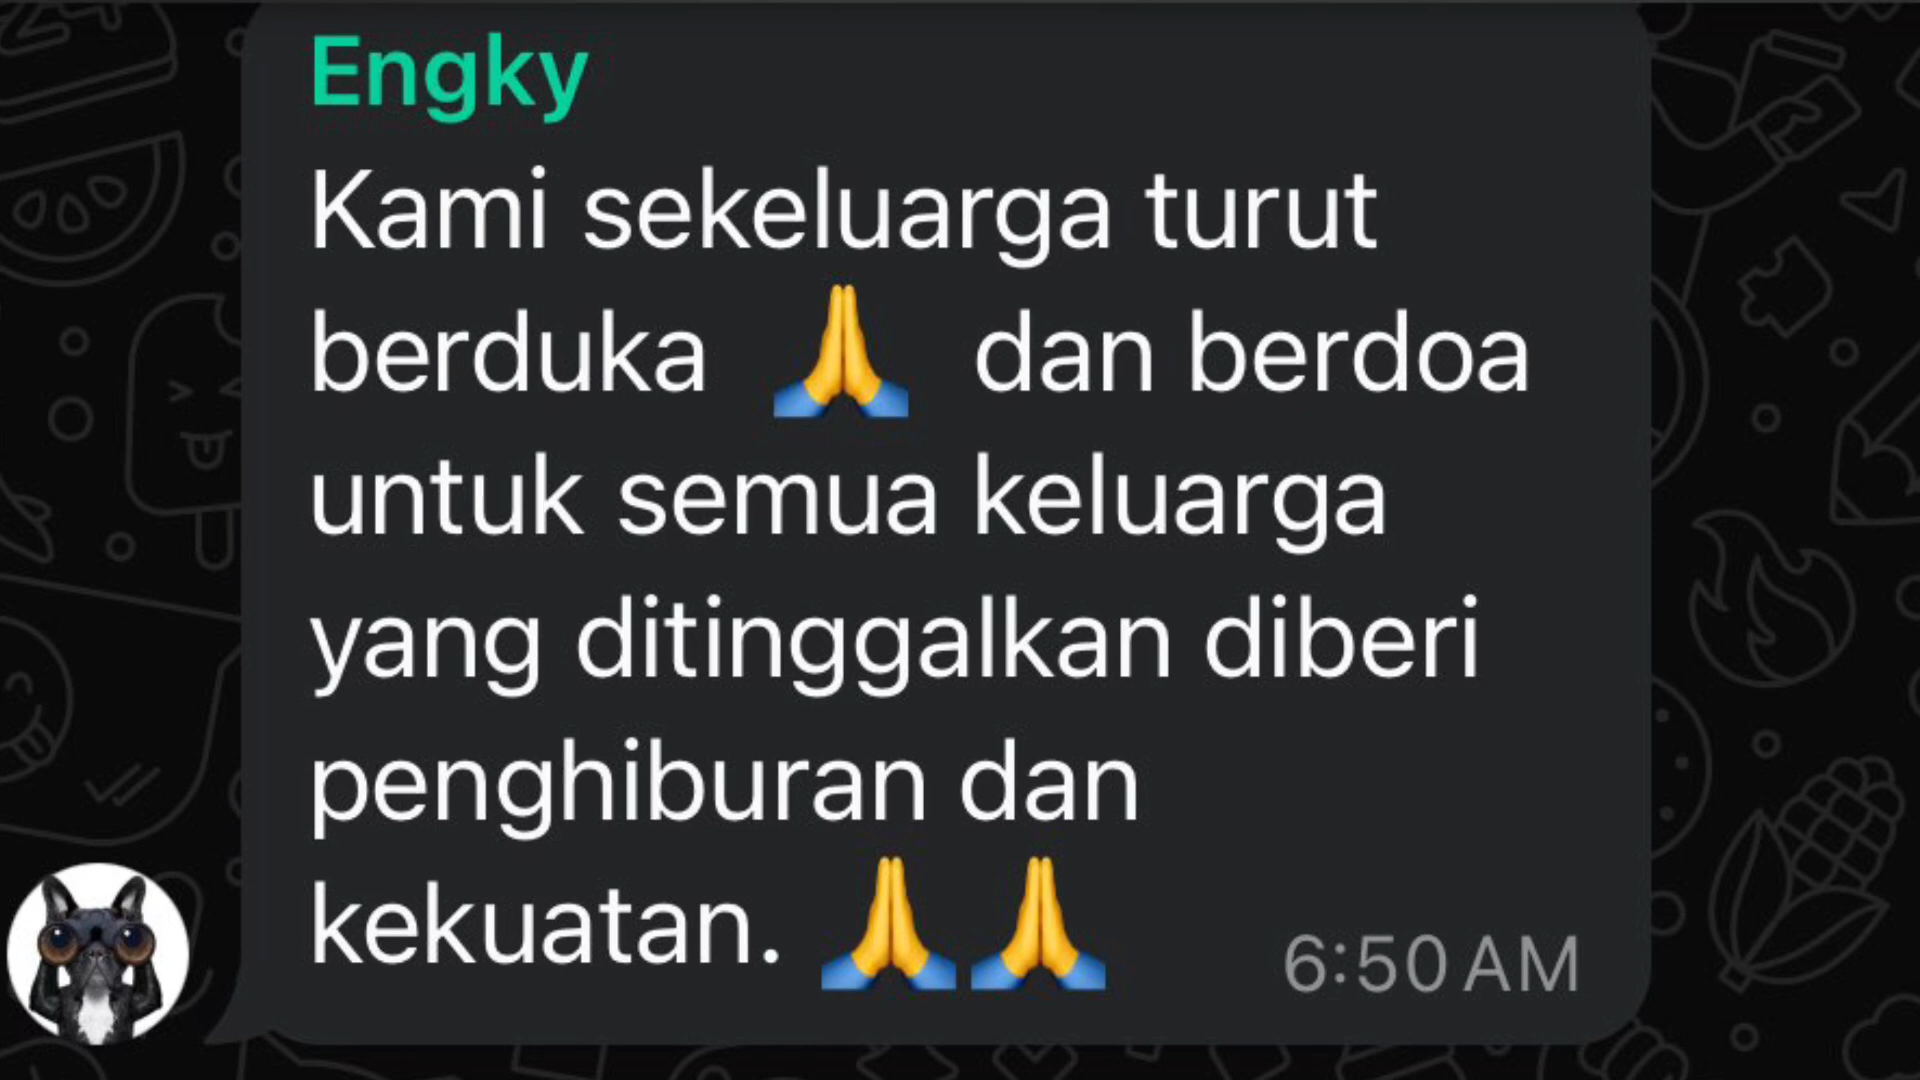 Engky
Kami sekeluarga turut
berduka 🙏 dan berdoa
untuk semua keluarga
yang ditinggalkan diberi
penghiburan dan
kekuatan. 🙏🙏
6:50 AM